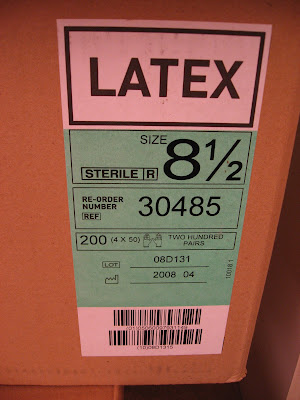 LATEX
SIZE 8½
STERILE R
RE-ORDER
NUMBER
REF
30485
200 (4 X 50) TWO HUNDRED
PAIRS
LOT 08D131
2008 04